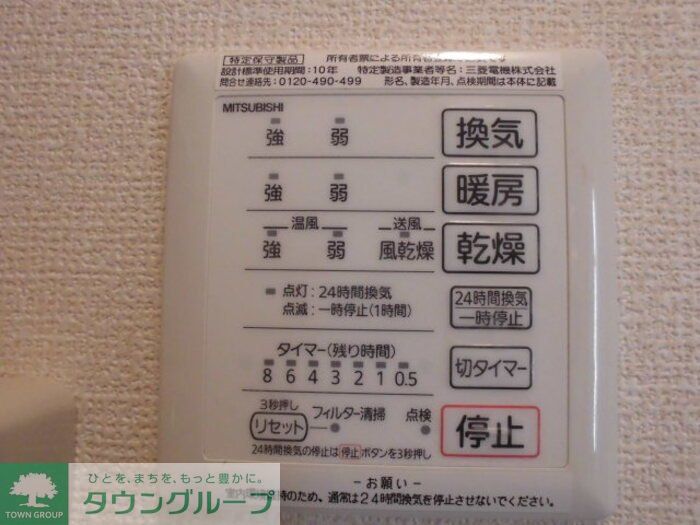 特定保守製品 所有者票による所有
設計標準使用期間:10年 特定製造事業者等名:三菱電機株式会社
問合せ連絡先:0120-490-499 形名、製造年月、点検期間は本体に記載
MITSUBISHI
強 弱 換気
強 弱 暖房
温風 送風
強 弱 風乾燥 乾燥
点灯:24時間換気 24時間換気
点滅:一時停止(1時間) 一時停止
タイマー(残り時間)
8 6 4 3 2 1 0.5 切タイマー
3秒押し
リセット フィルター清掃 点検 停止
24時間換気の停止は停止ボタンを3秒押し
−お願い−
のため、通常は24時間換気を停止させないでください。
ひとを、まちを、もっと豊かに。
タウングループ
TOWN GROUP